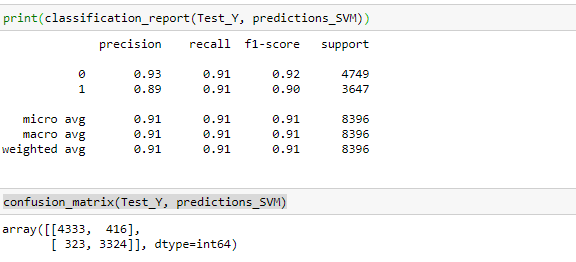 print(classification_report(Test_Y, predictions_SVM))
precision recall f1-score support
0 0.93 0.91 0.92 4749
1 0.89 0.91 0.90 3647
micro avg 0.91 0.91 0.91 8396
macro avg 0.91 0.91 0.91 8396
weighted avg 0.91 0.91 0.91 8396
confusion_matrix(Test_Y, predictions_SVM)
array([[4333, 416],
[ 323, 3324]], dtype=int64)